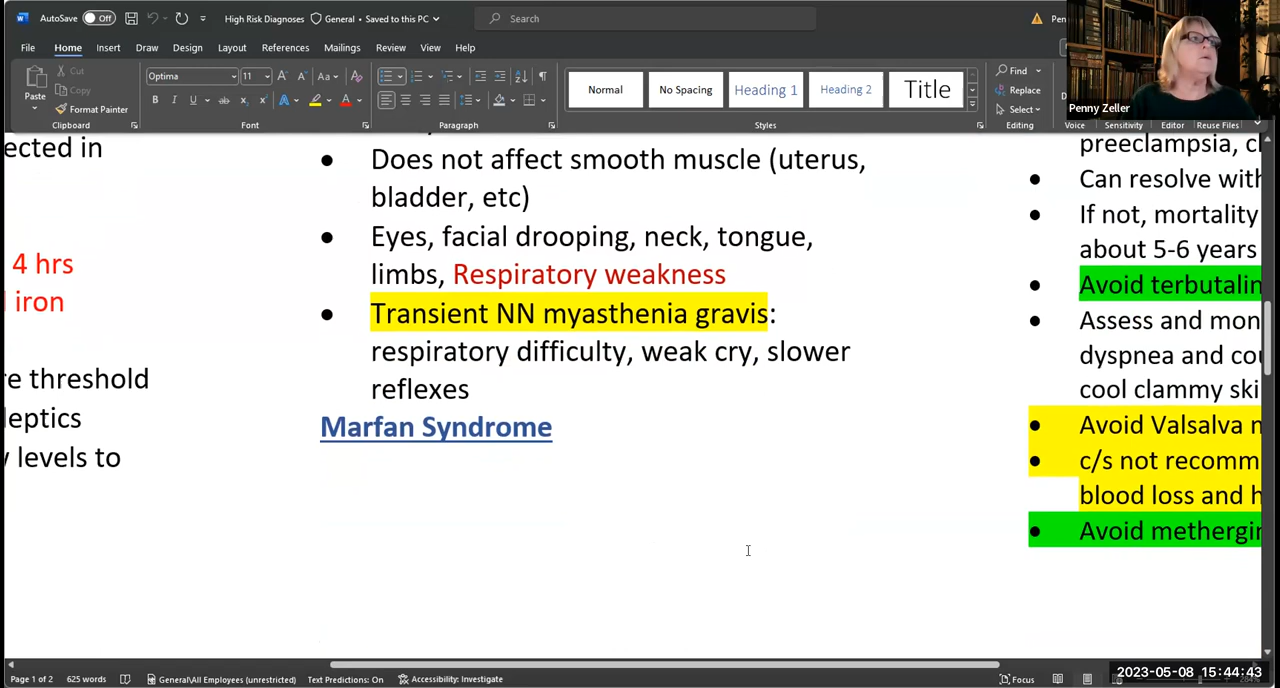 AutoSave Off High Risk Diagnoses General • Saved to this PC Search
File Home Insert Draw Design Layout References Mailings Review View Help
Paste Cut Copy Format Painter
Optima 11
Normal No Spacing Heading 1 Heading 2 Title
Find Replace Select
Clipboard Font Paragraph Styles Editing Voice Sensitivity Editor Reuse Files
Penny Zeller
ected in
4 hrs
iron
re threshold
leptics
levels to
Does not affect smooth muscle (uterus,
bladder, etc)
Eyes, facial drooping, neck, tongue,
limbs, Respiratory weakness
Transient NN myasthenia gravis:
respiratory difficulty, weak cry, slower
reflexes
Marfan Syndrome
preeclampsia, c
Can resolve with
If not, mortality
about 5-6 years
Avoid terbutalin
Assess and mon
dyspnea and cou
cool clammy ski
Avoid Valsalva
c/s not recomm
blood loss and h
Avoid methergin
Page 1 of 2 625 words General\All Employees (unrestricted) Text Predictions: On Accessibility: Investigate Focus
2023-05-08 15:44:43